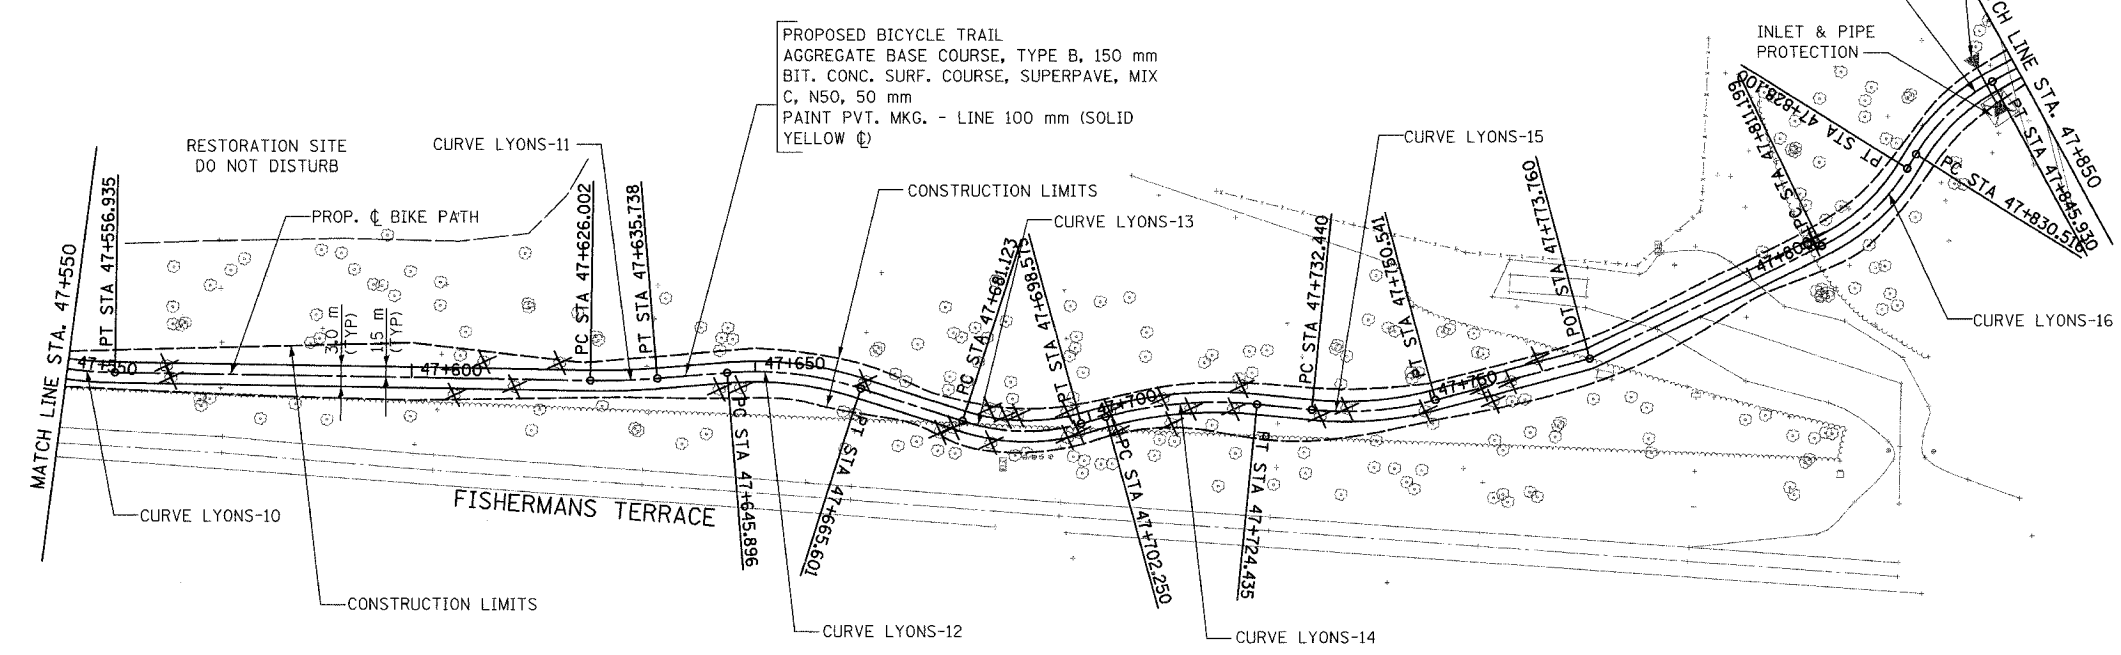 PROPOSED BICYCLE TRAIL
AGGREGATE BASE COURSE, TYPE B, 150 mm
BIT. CONC. SURF. COURSE, SUPERPAVE, MIX
C, N50, 50 mm
PAINT PVT. MKG. - LINE 100 mm (SOLID
YELLOW ℄)
INLET & PIPE
PROTECTION
CH LINE STA. 47+850
RESTORATION SITE
DO NOT DISTURB
CURVE LYONS-11
CURVE LYONS-15
CONSTRUCTION LIMITS
CURVE LYONS-13
PROP. ℄ BIKE PATH
MATCH LINE STA. 47+550
PT STA 47+556.935
3.0 m
(TYP)
1.5 m
(TYP)
PC STA 47+626.002
PT STA 47+635.738
PC STA 47+645.896
PT STA 47+665.601
PC STA 47+681.123
PT STA 47+698.573
PC STA 47+702.250
PT STA 47+724.435
PC STA 47+732.440
PT STA 47+750.541
POT STA 47+773.760
PC STA 47+811.199
PT STA 47+828.100
PC STA 47+830.516
PT STA 47+845.930
47+550
47+600
47+650
47+700
47+750
47+800
CURVE LYONS-16
CURVE LYONS-10
FISHERMANS TERRACE
CONSTRUCTION LIMITS
CURVE LYONS-12
CURVE LYONS-14